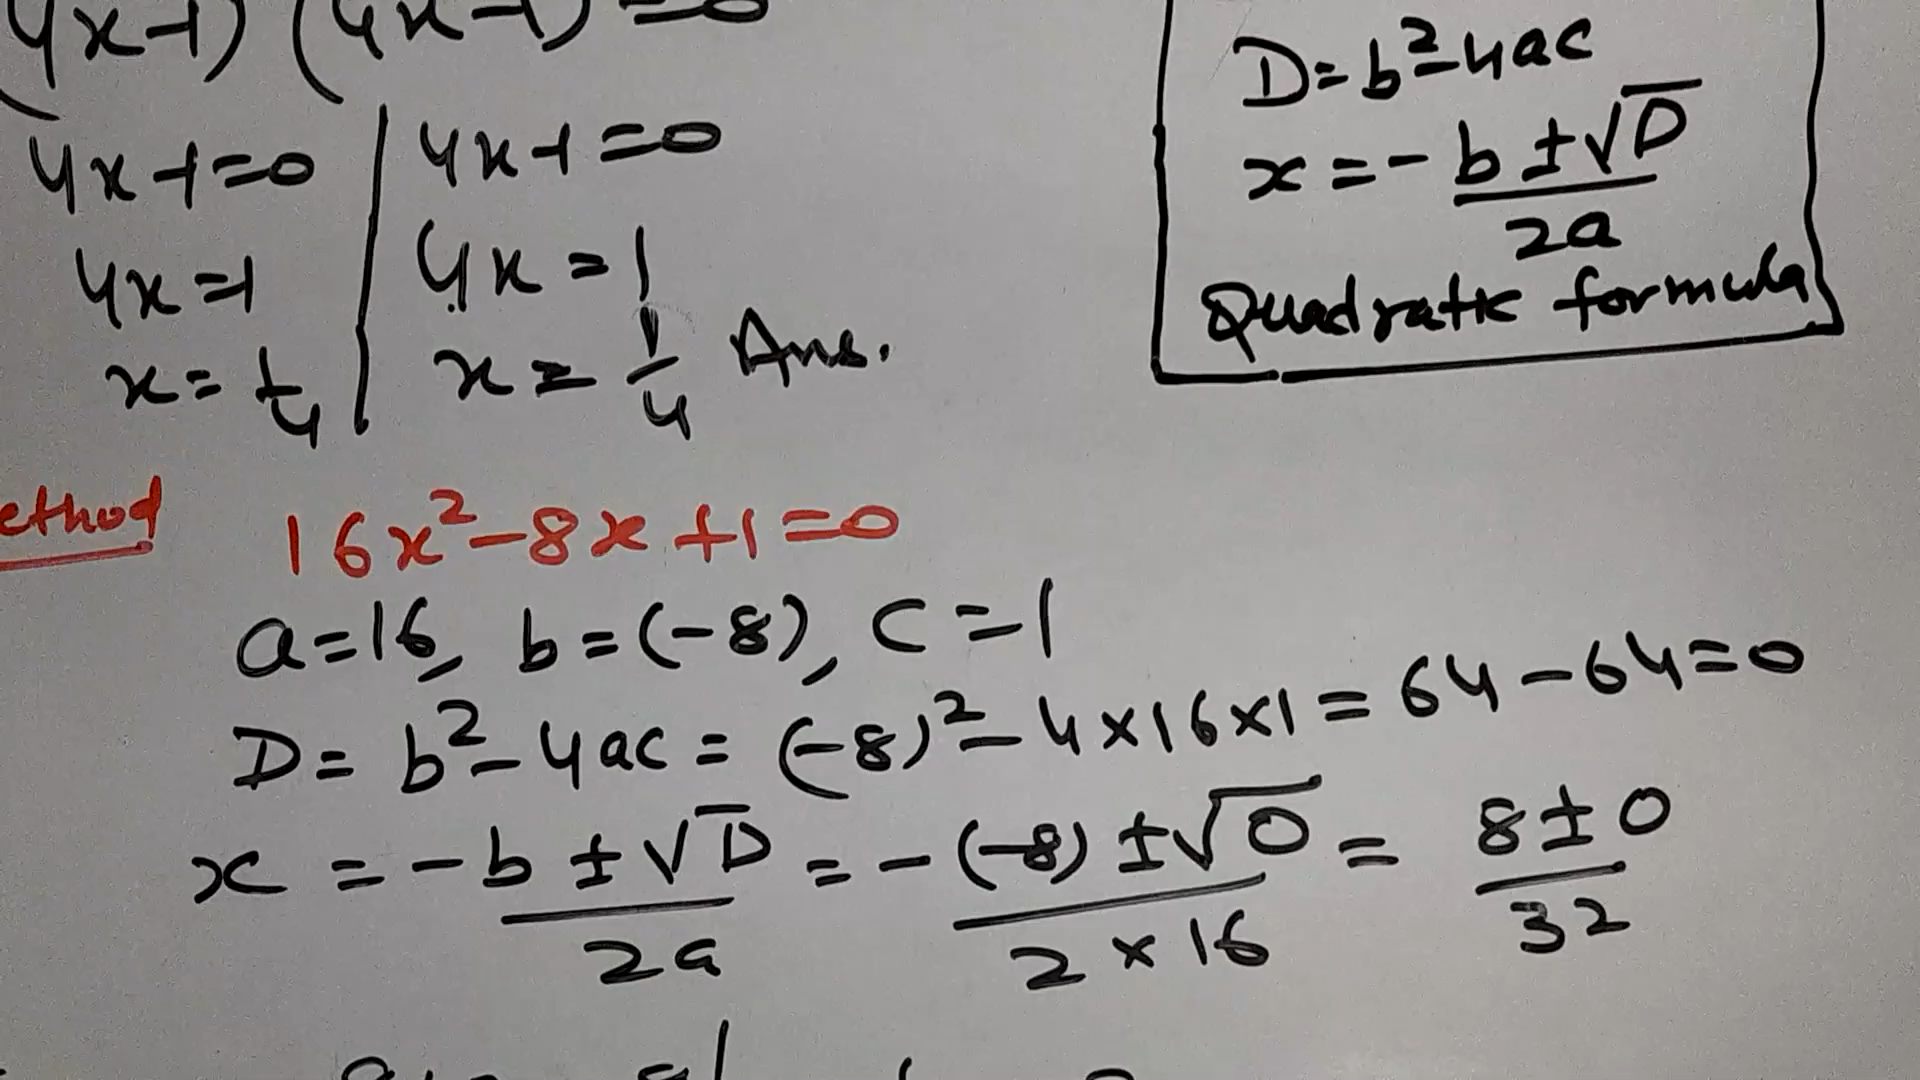 (4x-1) (4x-1) = 0
4x-1=0 | 4x-1=0
4x=1 | 4x=1
x=1/4 | x=1/4 Ans.
D=b²-4ac
x=-b±√D/2a
Quadratic formula
ethod 16x²-8x+1=0
a=16, b=(-8), c=1
D=b²-4ac=(-8)²-4×16×1=64-64=0
x=-b±√D/2a=-(-8)±√0/2×16=8±0/32